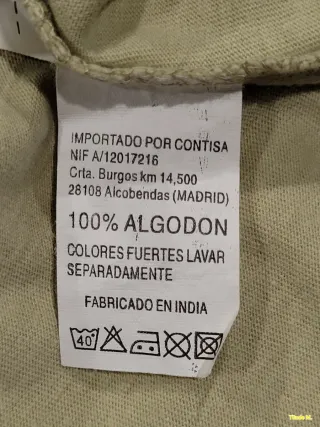 IMPORTADO POR CONTISA
NIF A/12017216
Crta. Burgos km 14,500
28108 Alcobendas (MADRID)
100% ALGODON
COLORES FUERTES LAVAR
SEPARADAMENTE
FABRICADO EN INDIA
40°